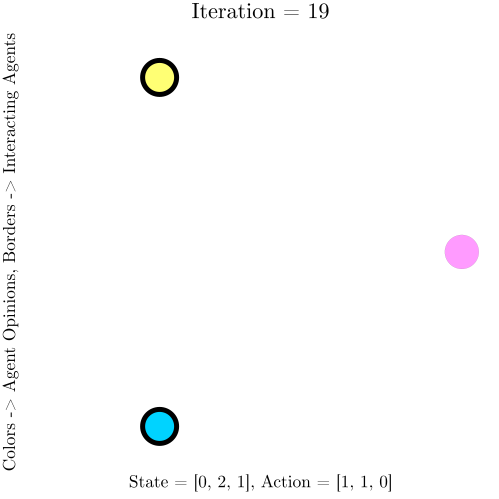 Iteration = 19
Colors -> Agent Opinions, Borders -> Interacting Agents
State = [0, 2, 1], Action = [1, 1, 0]